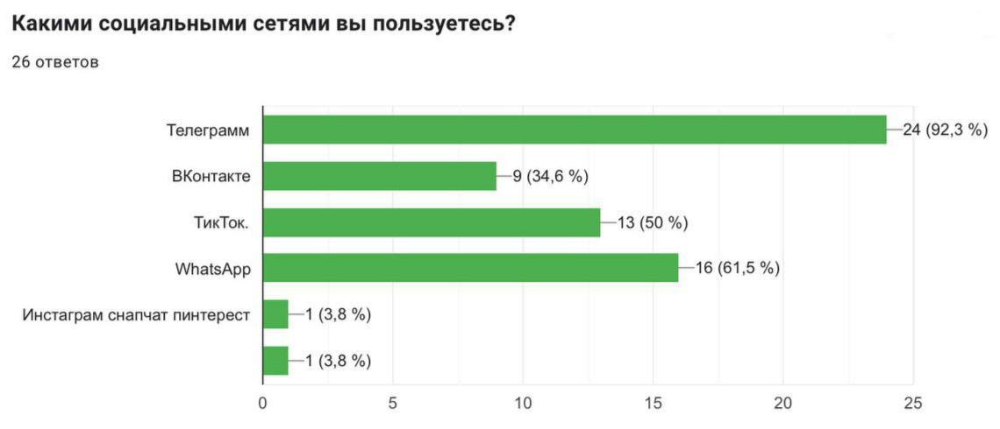 Какими социальными сетями вы пользуетесь?
26 ответов
Телеграмм 24 (92,3 %)
ВКонтакте 9 (34,6 %)
ТикТок. 13 (50 %)
WhatsApp 16 (61,5 %)
Инстаграм снапчат пинтерест 1 (3,8 %)
1 (3,8 %)
0 5 10 15 20 25